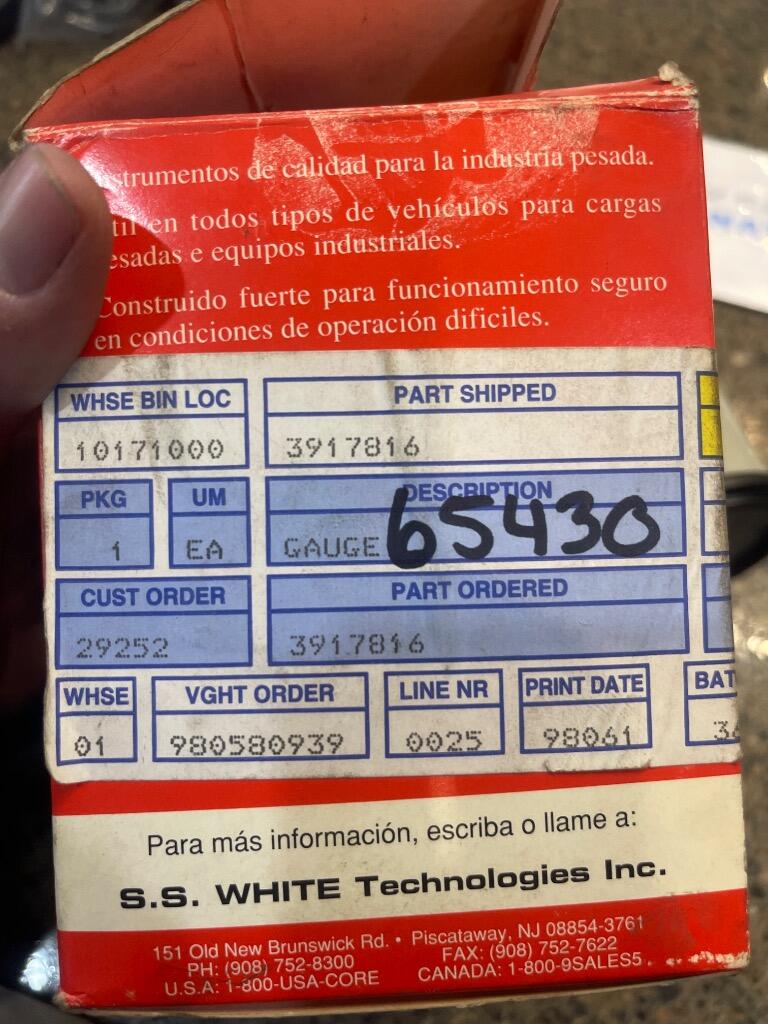 de calidad para la industria pesada.
en todos tipos de vehículos para cargas
e equipos industriales.
Construido fuerte para funcionamiento seguro
en condiciones de operación dificiles.
WHSE BIN LOC
10171000
PART SHIPPED
3917816
PKG
1
UM
EA
DESCRIPTION
GAUGE
65430
CUST ORDER
29252
PART ORDERED
3917816
WHSE
01
VGHT ORDER
980580939
LINE NR
0025
PRINT DATE
98061
BAT
Para más información, escriba o llame a:
S.S. WHITE Technologies Inc.
151 Old New Brunswick Rd. • Piscataway, NJ 08854-3761
PH: (908) 752-8300 FAX: (908) 752-7622
U.S.A: 1-800-USA-CORE CANADA: 1-800-9SALES5